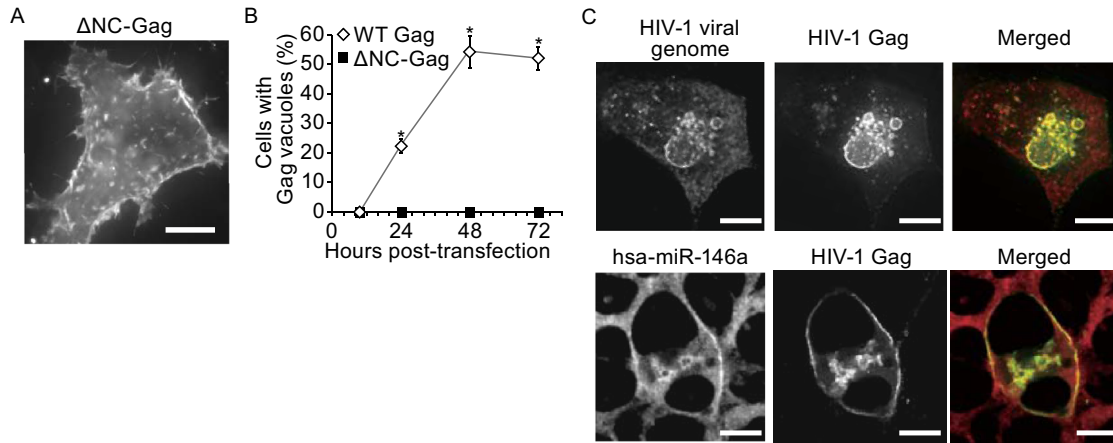 A
ΔNC-Gag
B
Cells with
Gag vacuoles (%)
60
50
40
30
20
10
0
WT Gag
ΔNC-Gag
*
*
*
0 24 48 72
Hours post-transfection
C
HIV-1 viral
genome
HIV-1 Gag
Merged
hsa-miR-146a
HIV-1 Gag
Merged